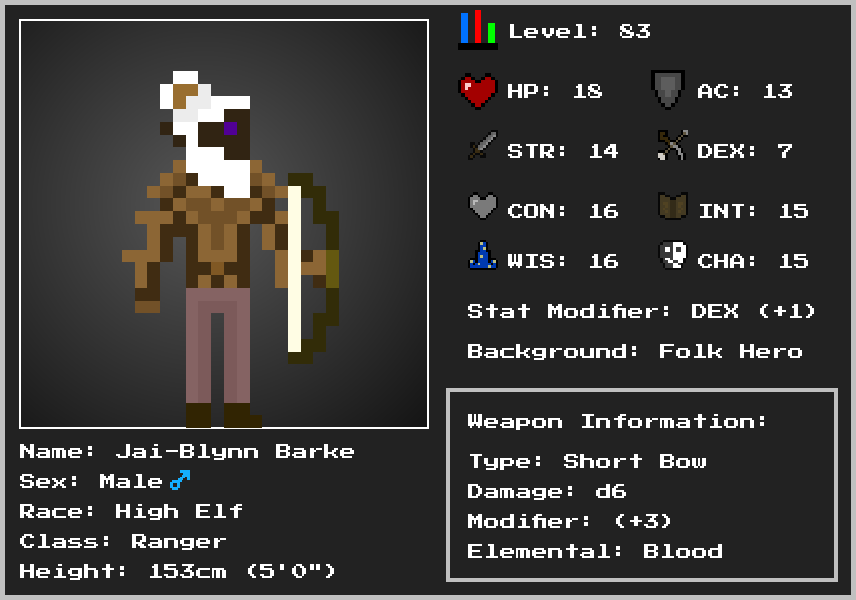 Level: 83
HP: 18 AC: 13
STR: 14 DEX: 7
CON: 16 INT: 15
WIS: 16 CHA: 15
Stat Modifier: DEX (+1)
Background: Folk Hero
Weapon Information:
Type: Short Bow
Damage: d6
Modifier: (+3)
Elemental: Blood
Name: Jai-Blynn Barke
Sex: Male ♂
Race: High Elf
Class: Ranger
Height: 153cm (5'0")